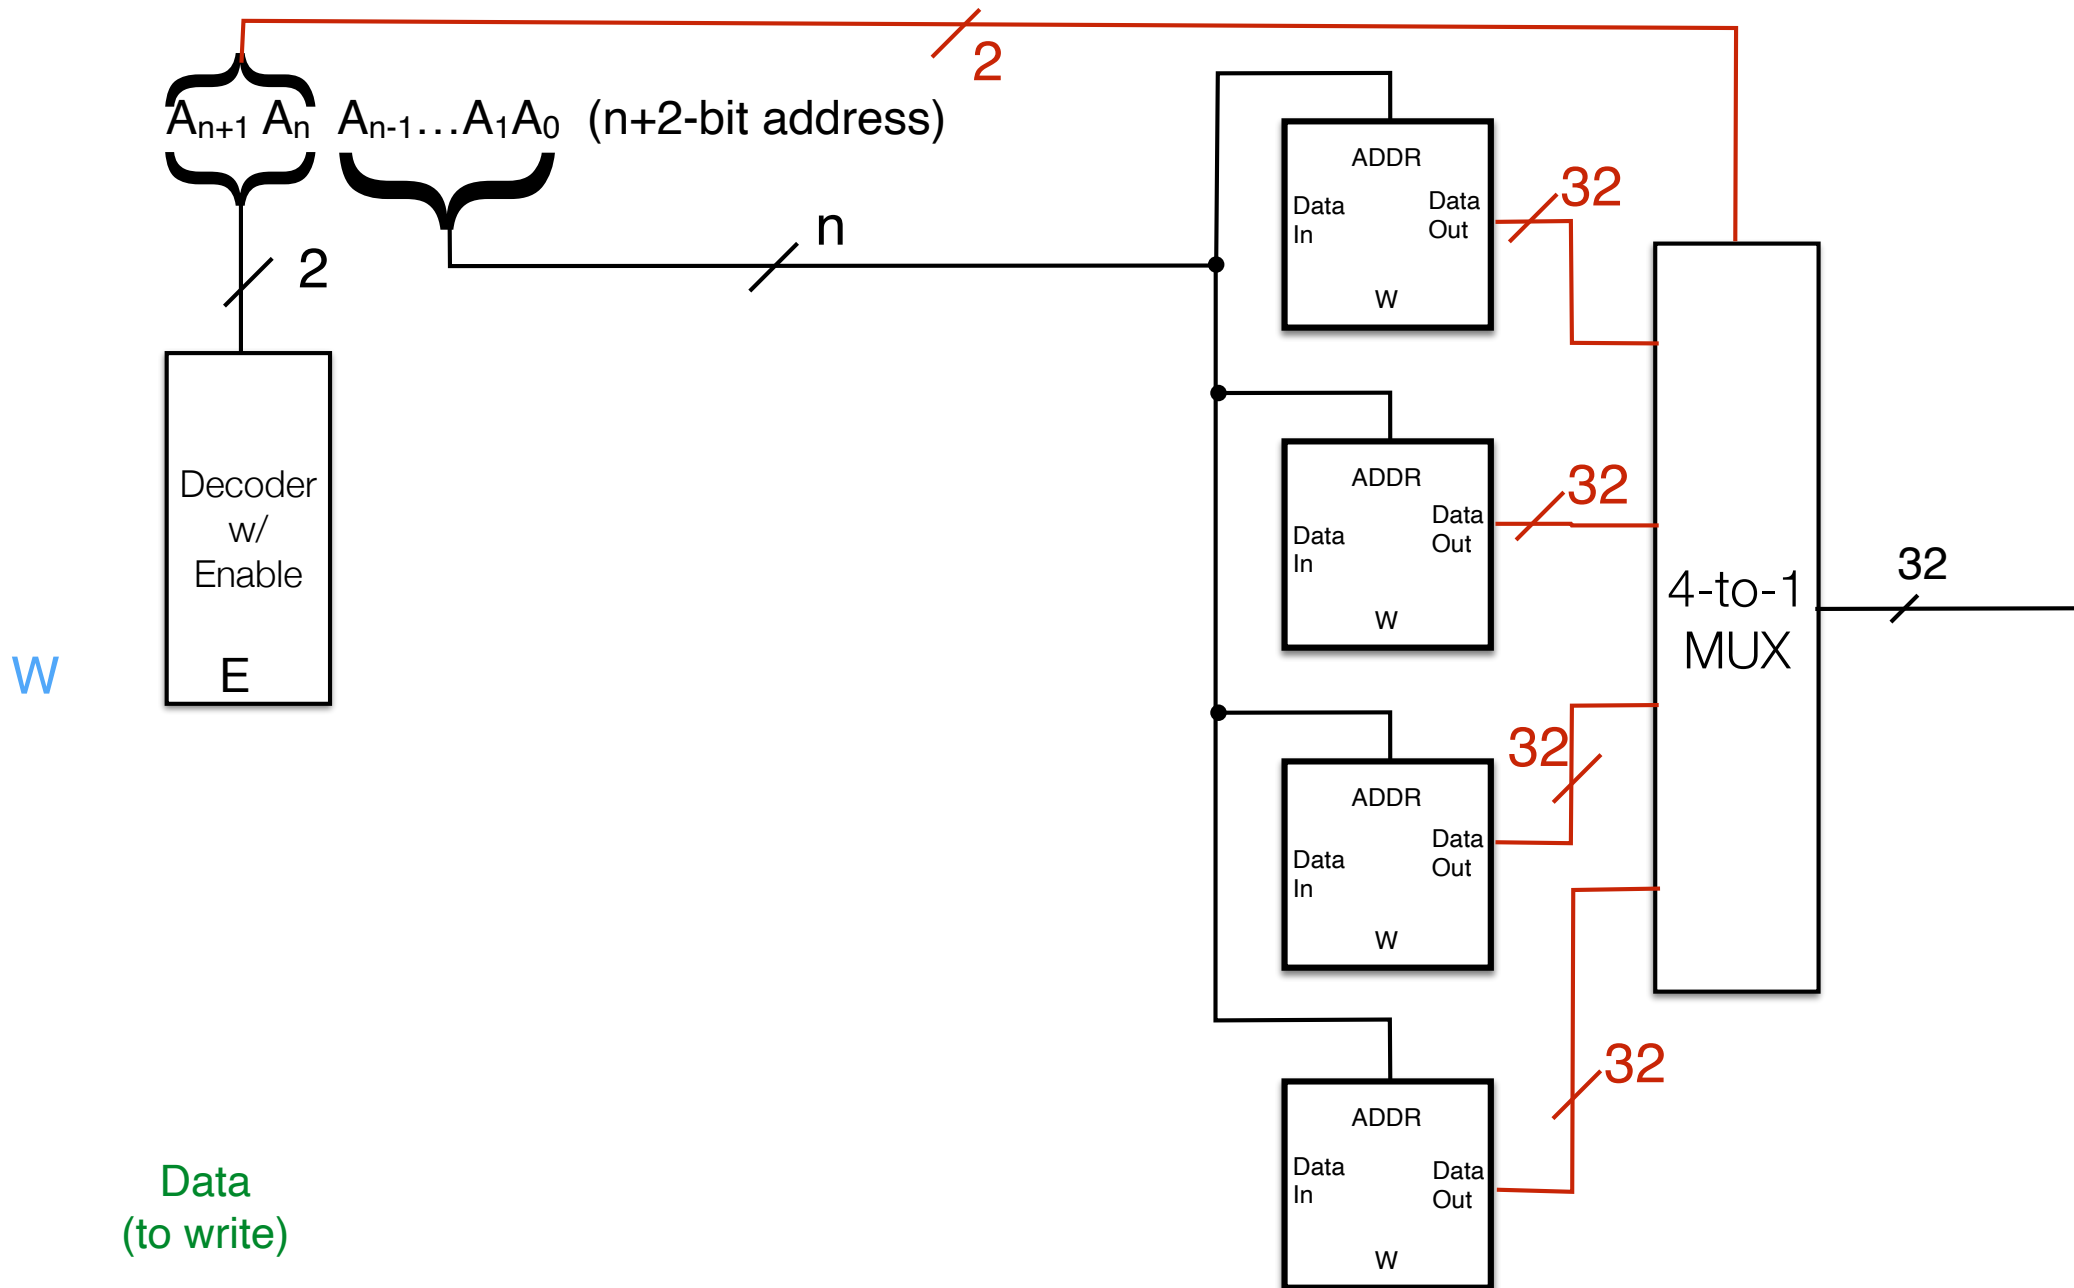 2
An+1 An An-1...A1A0 (n+2-bit address)
n
2
Decoder
w/
Enable
E
W
Data
(to write)
ADDR
Data
In
Data
Out
W
32
ADDR
Data
In
Data
Out
W
32
ADDR
Data
In
Data
Out
W
32
ADDR
Data
In
Data
Out
W
32
4-to-1
MUX
32